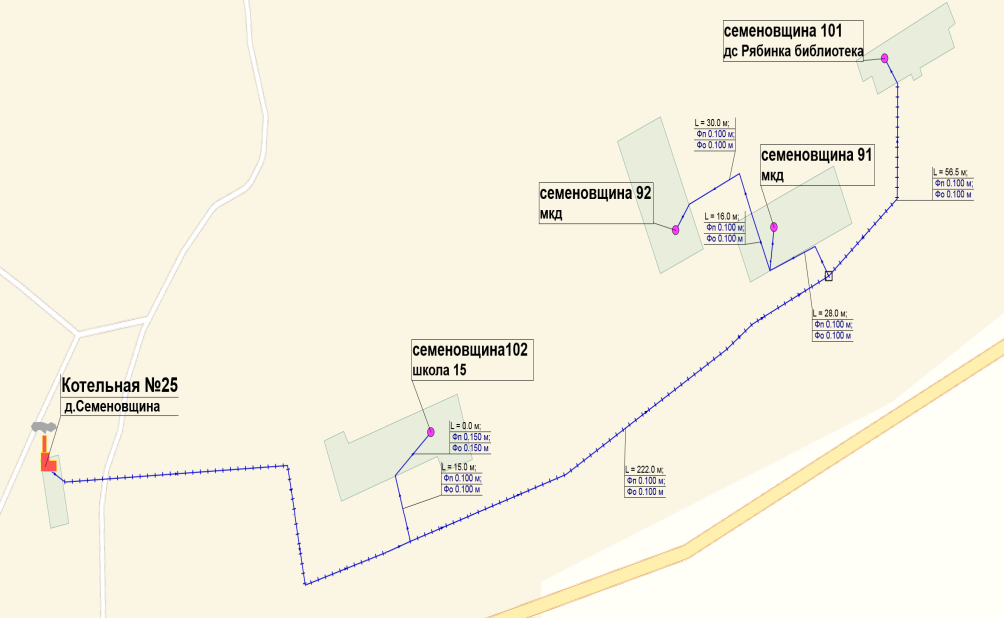 семеновщина 101
дс Рябинка библиотека
L = 30.0 м;
Фп 0.100 м;
Фо 0.100 м
семеновщина 91
мкд
L = 56.5 м;
Фп 0.100 м;
Фо 0.100 м
семеновщина 92
мкд
L = 16.0 м;
Фп 0.100 м;
Фо 0.100 м
L = 28.0 м;
Фп 0.100 м;
Фо 0.100 м
семеновщина102
школа 15
Котельная №25
д.Семеновщина
L = 0.0 м;
Фп 0.150 м;
Фо 0.150 м
L = 15.0 м;
Фп 0.100 м;
Фо 0.100 м
L = 222.0 м;
Фп 0.100 м;
Фо 0.100 м